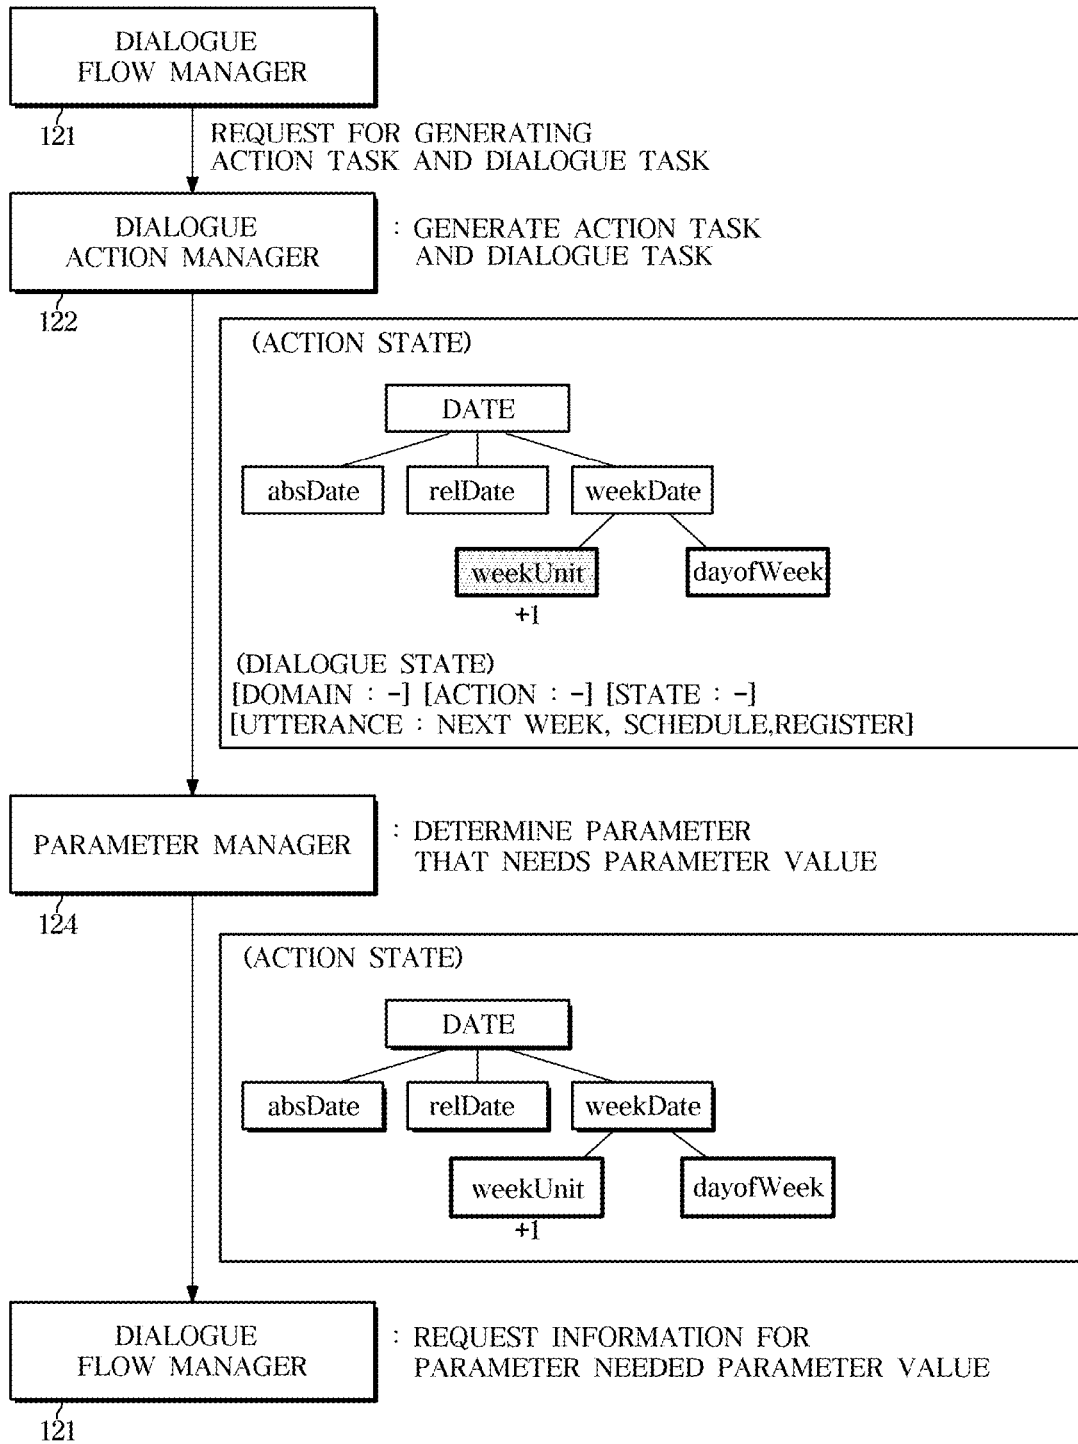 DIALOGUE
FLOW MANAGER
121
REQUEST FOR GENERATING
ACTION TASK AND DIALOGUE TASK
DIALOGUE
ACTION MANAGER
: GENERATE ACTION TASK
AND DIALOGUE TASK
122
(ACTION STATE)
DATE
absDate
relDate
weekDate
weekUnit
dayofWeek
+1
(DIALOGUE STATE)
[DOMAIN : -] [ACTION : -] [STATE : -]
[UTTERANCE : NEXT WEEK, SCHEDULE,REGISTER]
PARAMETER MANAGER
: DETERMINE PARAMETER
THAT NEEDS PARAMETER VALUE
124
(ACTION STATE)
DATE
absDate
relDate
weekDate
weekUnit
dayofWeek
+1
DIALOGUE
FLOW MANAGER
: REQUEST INFORMATION FOR
PARAMETER NEEDED PARAMETER VALUE
121